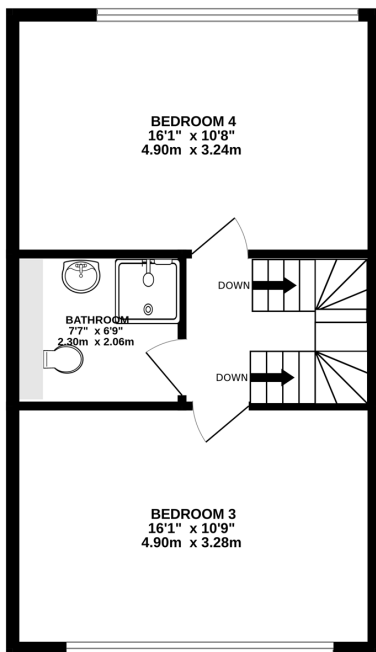 BEDROOM 4
16'1" x 10'8"
4.90m x 3.24m
DOWN
BATHROOM
7'7" x 6'9"
2.30m x 2.06m
DOWN
BEDROOM 3
16'1" x 10'9"
4.90m x 3.28m